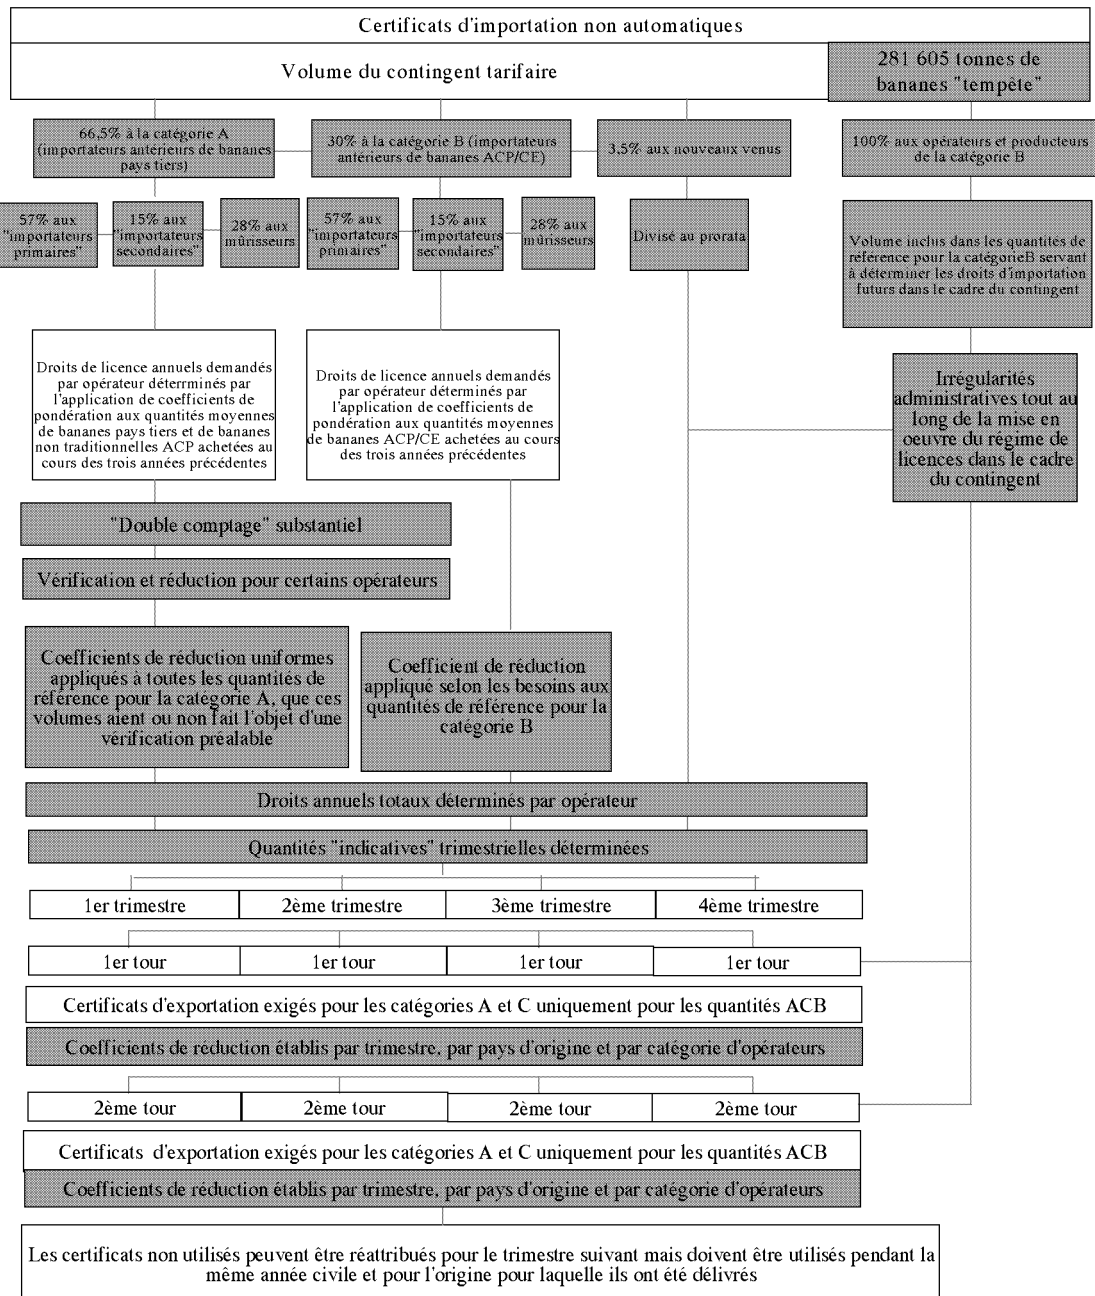 Certificats d'importation non automatiques
Volume du contingent tarifaire
281 605 tonnes de
bananes "tempête"
66,5% à la catégorie A
(importateurs antérieurs de bananes
pays tiers)
30% à la catégorie B (importateurs
antérieurs de bananes ACP/CE)
3,5% aux nouveaux venus
100% aux opérateurs et producteurs
de la catégorie B
57% aux
"importateurs
primaires"
15% aux
"importateurs
secondaires"
28% aux
mûrisseurs
57% aux
"importateurs
primaires"
15% aux
"importateurs
secondaires"
28% aux
mûrisseurs
Divisé au prorata
Volume inclus dans les quantités de
référence pour la catégorieB servant
à déterminer les droits d'importation
futurs dans le cadre du contingent
Droits de licence annuels demandés
par opérateur déterrminés par
l'application de coefficients de
pondération aux quantités moyennes
de bananes pays tiers et de bananes
non traditionnelles ACP achetées au
cours des trois années précédentes
Droits de licence annuels demandés
par opérateur déterminés par
l'application de coefficients de
pondération aux quantités moyennes
de bananes ACP/CE achetées au cours
des trois années précédentes
Irrégularités
administratives tout au
long de la mise en
oeuvre du régime de
licences dans le cadre
du contingent
"Double comptage" substantiel
Vérification et réduction pour certains opérateurs
Coefficients de réduction uniformes
appliqués à toutes les quantités de
référence pour la catégorie A, que ces
volumes aient ou non fait l'objet d'une
vérification préalable
Coefficient de réduction
appliqué selon les besoins aux
quantités de référence pour la
catégorie B
Droits annuels totaux déterminés par opérateur
Quantités "indicatives" trimestrielles déterminées
1er trimestre
2ème trimestre
3ème trimestre
4ème trimestre
1er tour
1er tour
1er tour
1er tour
Certificats d'exportation exigés pour les catégories A et C uniquement pour les quantités ACB
Coefficients de réduction établis par trimestre, par pays d'origine et par catégorie d'opérateurs
2ème tour
2ème tour
2ème tour
2ème tour
Certificats d'exportation exigés pour les catégories A et C uniquement pour les quantités ACB
Coefficients de réduction établis par trimestre, par pays d'origine et par catégorie d'opérateurs
Les certificats non utilisés peuvent être réattribués pour le trimestre suivant mais doivent être utilisés pendant la
même année civile et pour l'origine pour laquelle ils ont été délivrés